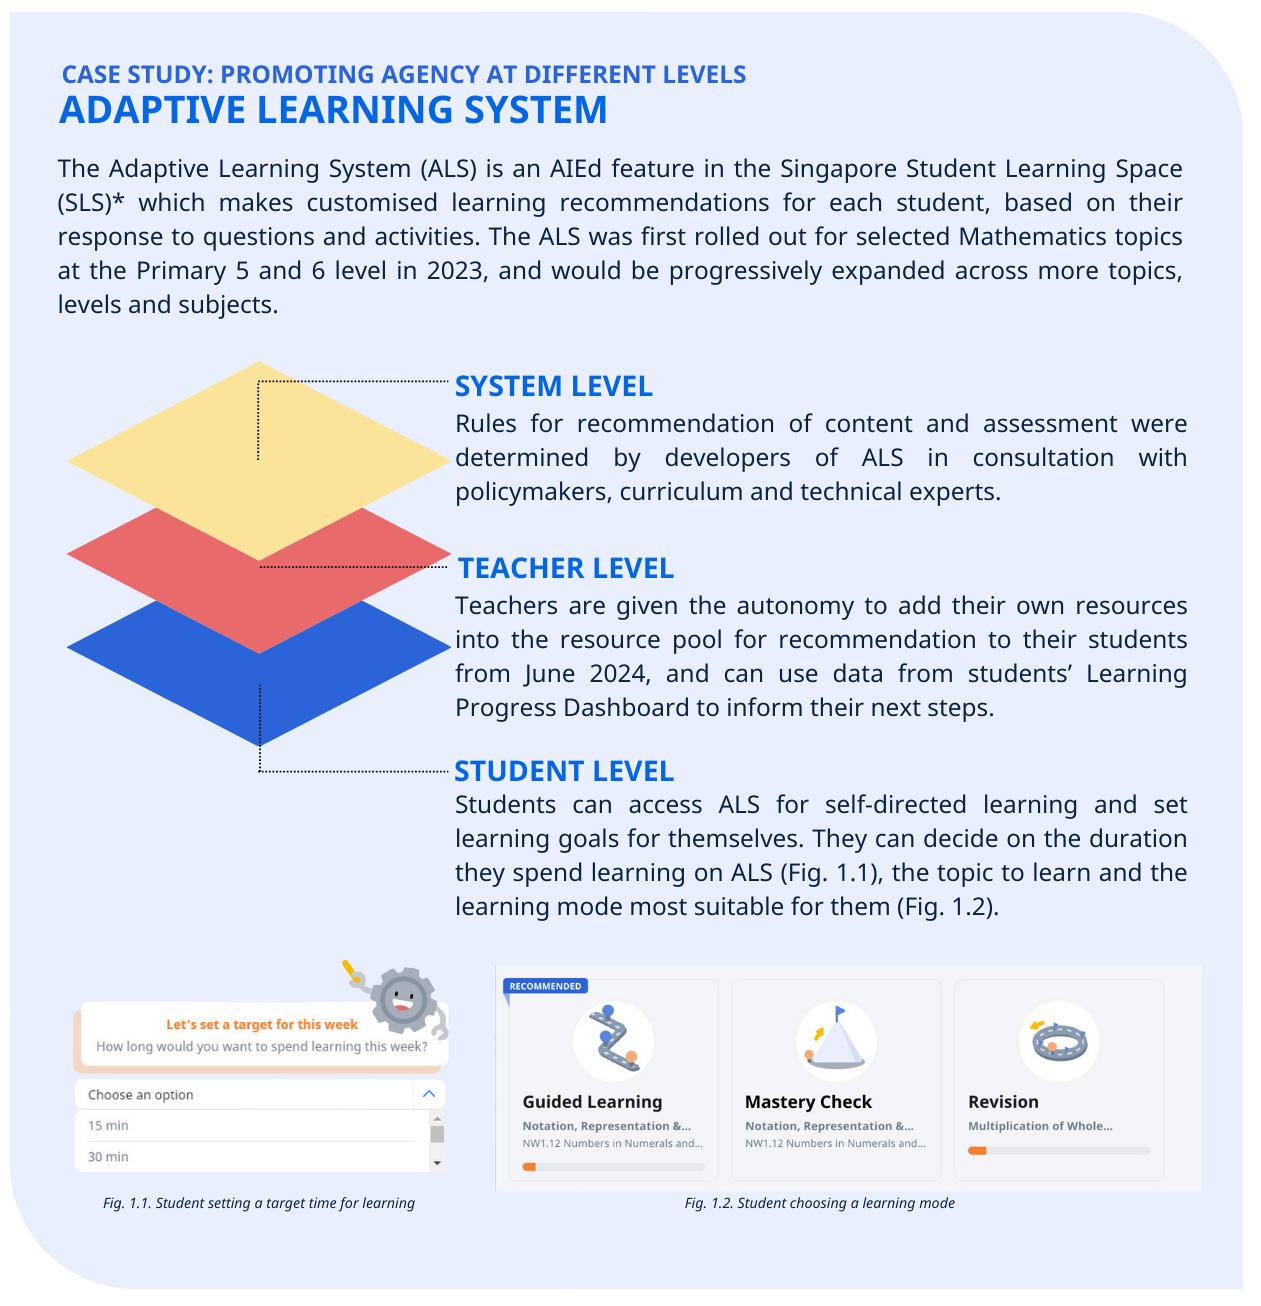 CASE STUDY: PROMOTING AGENCY AT DIFFERENT LEVELS
ADAPTIVE LEARNING SYSTEM
The Adaptive Learning System (ALS) is an AIEd feature in the Singapore Student Learning Space
(SLS)* which makes customised learning recommendations for each student, based on their
response to questions and activities. The ALS was first rolled out for selected Mathematics topics
at the Primary 5 and 6 level in 2023, and would be progressively expanded across more topics,
levels and subjects.
SYSTEM LEVEL
Rules for recommendation of content and assessment were
determined by developers of ALS in consultation with
policymakers, curriculum and technical experts.
TEACHER LEVEL
Teachers are given the autonomy to add their own resources
into the resource pool for recommendation to their students
from June 2024, and can use data from students’ Learning
Progress Dashboard to inform their next steps.
STUDENT LEVEL
Students can access ALS for self-directed learning and set
learning goals for themselves. They can decide on the duration
they spend learning on ALS (Fig. 1.1), the topic to learn and the
learning mode most suitable for them (Fig. 1.2).
Let's set a target for this week
How long would you want to spend learning this week?
Choose an option
15 min
30 min
Fig. 1.1. Student setting a target time for learning
RECOMMENDED
Guided Learning
Notation, Representation &...
NW1.12 Numbers in Numerals and...
Mastery Check
Notation, Representation &...
NW1.12 Numbers in Numerals and...
Revision
Multiplication of Whole...
Fig. 1.2. Student choosing a learning mode